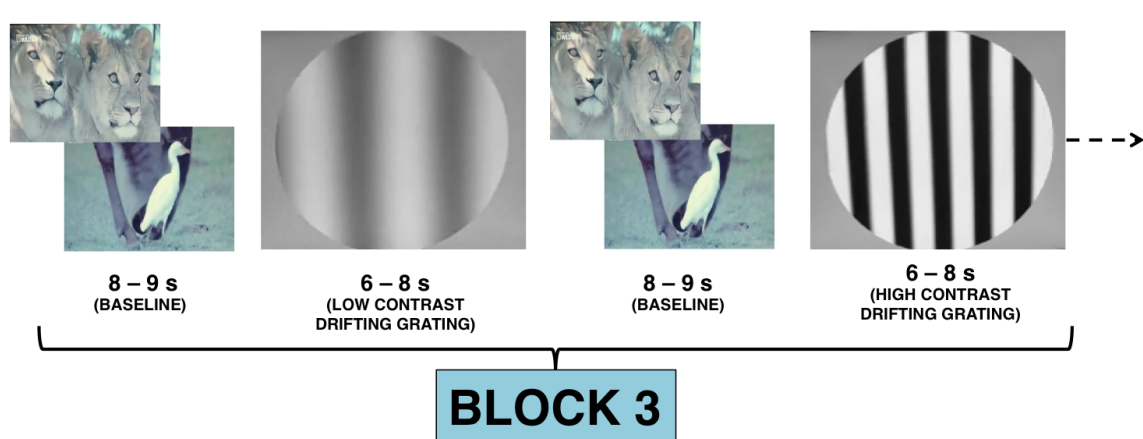 8 – 9 s
(BASELINE)
6 – 8 s
(LOW CONTRAST
DRIFTING GRATING)
8 – 9 s
(BASELINE)
6 – 8 s
(HIGH CONTRAST
DRIFTING GRATING)
BLOCK 3